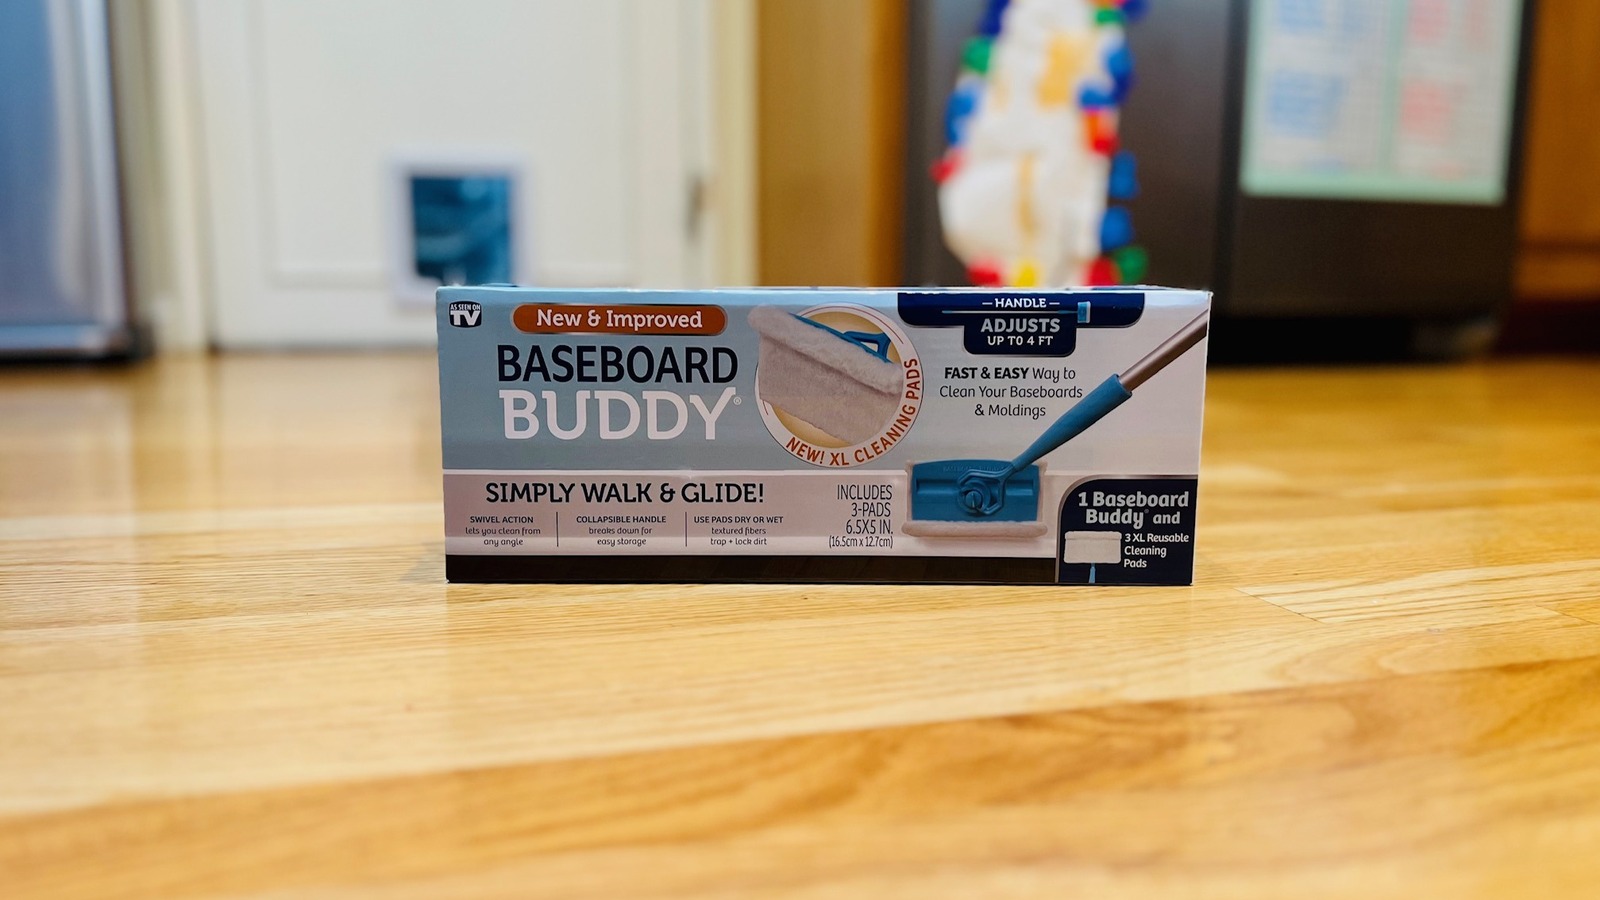 AS SEEN ON
TV
New & Improved
BASEBOARD
BUDDY®
NEW! XL CLEANING PADS
HANDLE
ADJUSTS
UP TO 4 FT
FAST & EASY Way to
Clean Your Baseboards
& Moldings
SIMPLY WALK & GLIDE!
SWIVEL ACTION
lets you clean from
any angle
COLLAPSIBLE HANDLE
breaks down for
easy storage
USE PADS DRY OR WET
textured fibers
trap + lock dirt
INCLUDES
3-PADS
6.5X5 IN.
(16.5cm x 12.7cm)
1 Baseboard
Buddy® and
3 XL Reusable
Cleaning
Pads